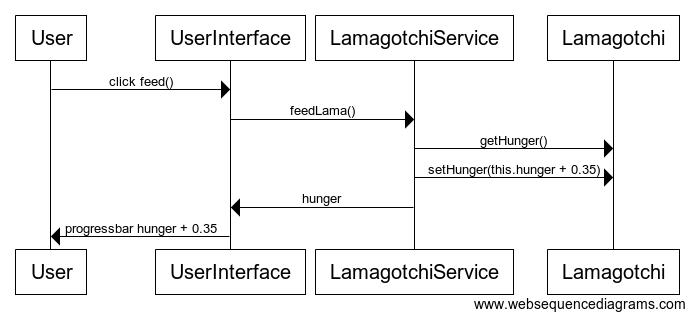 User
UserInterface
LamagotchiService
Lamagotchi
click feed()
feedLama()
getHunger()
setHunger(this.hunger + 0.35)
hunger
progressbar hunger + 0.35
User
UserInterface
LamagotchiService
Lamagotchi
www.websequencediagrams.com